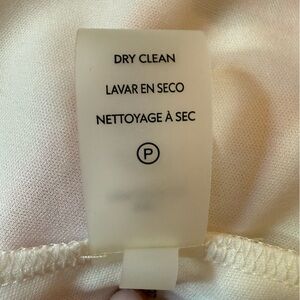 DRY CLEAN
LAVAR EN SECO
NETTOYAGE À SEC
P